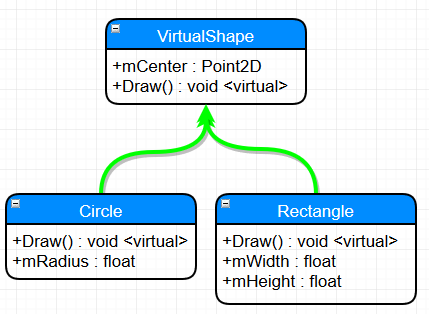 VirtualShape
+mCenter : Point2D
+Draw() : void <virtual>
Circle
+Draw() : void <virtual>
+mRadius : float
Rectangle
+Draw() : void <virtual>
+mWidth : float
+mHeight : float